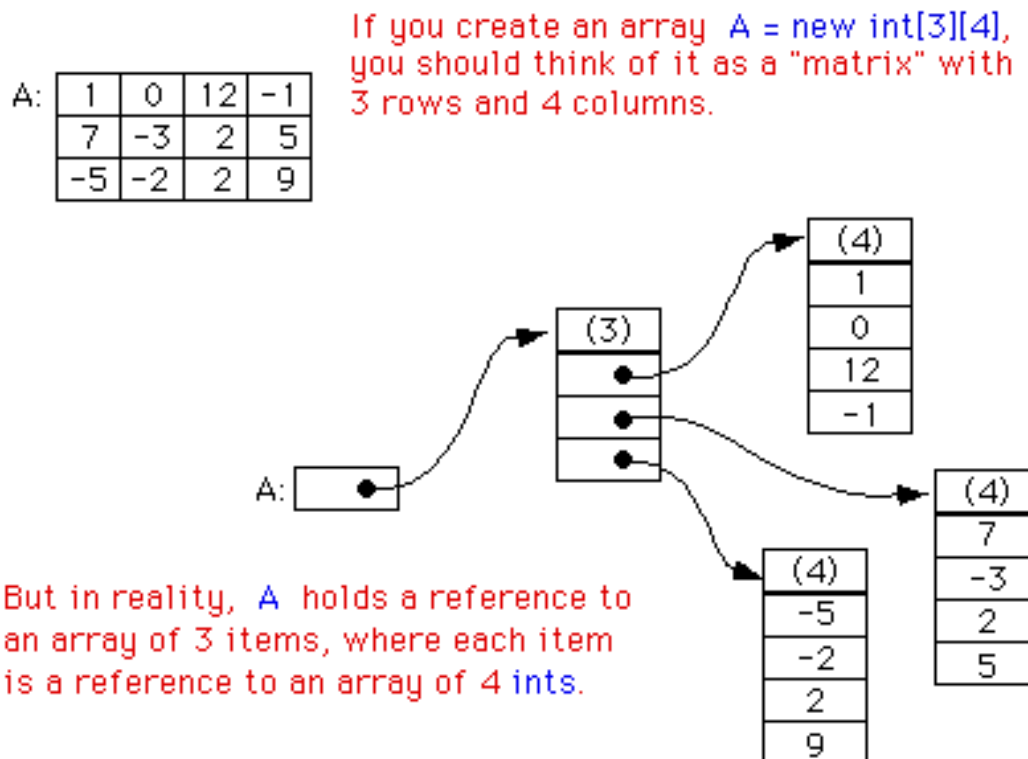 If you create an array A = new int[3][4],
you should think of it as a "matrix" with
3 rows and 4 columns.
A:
1 0 12 -1
7 -3 2 5
-5 -2 2 9
(4)
1
0
12
-1
(3)
A:
(4)
7
-3
2
5
(4)
-5
-2
2
9
But in reality, A holds a reference to
an array of 3 items, where each item
is a reference to an array of 4 ints.